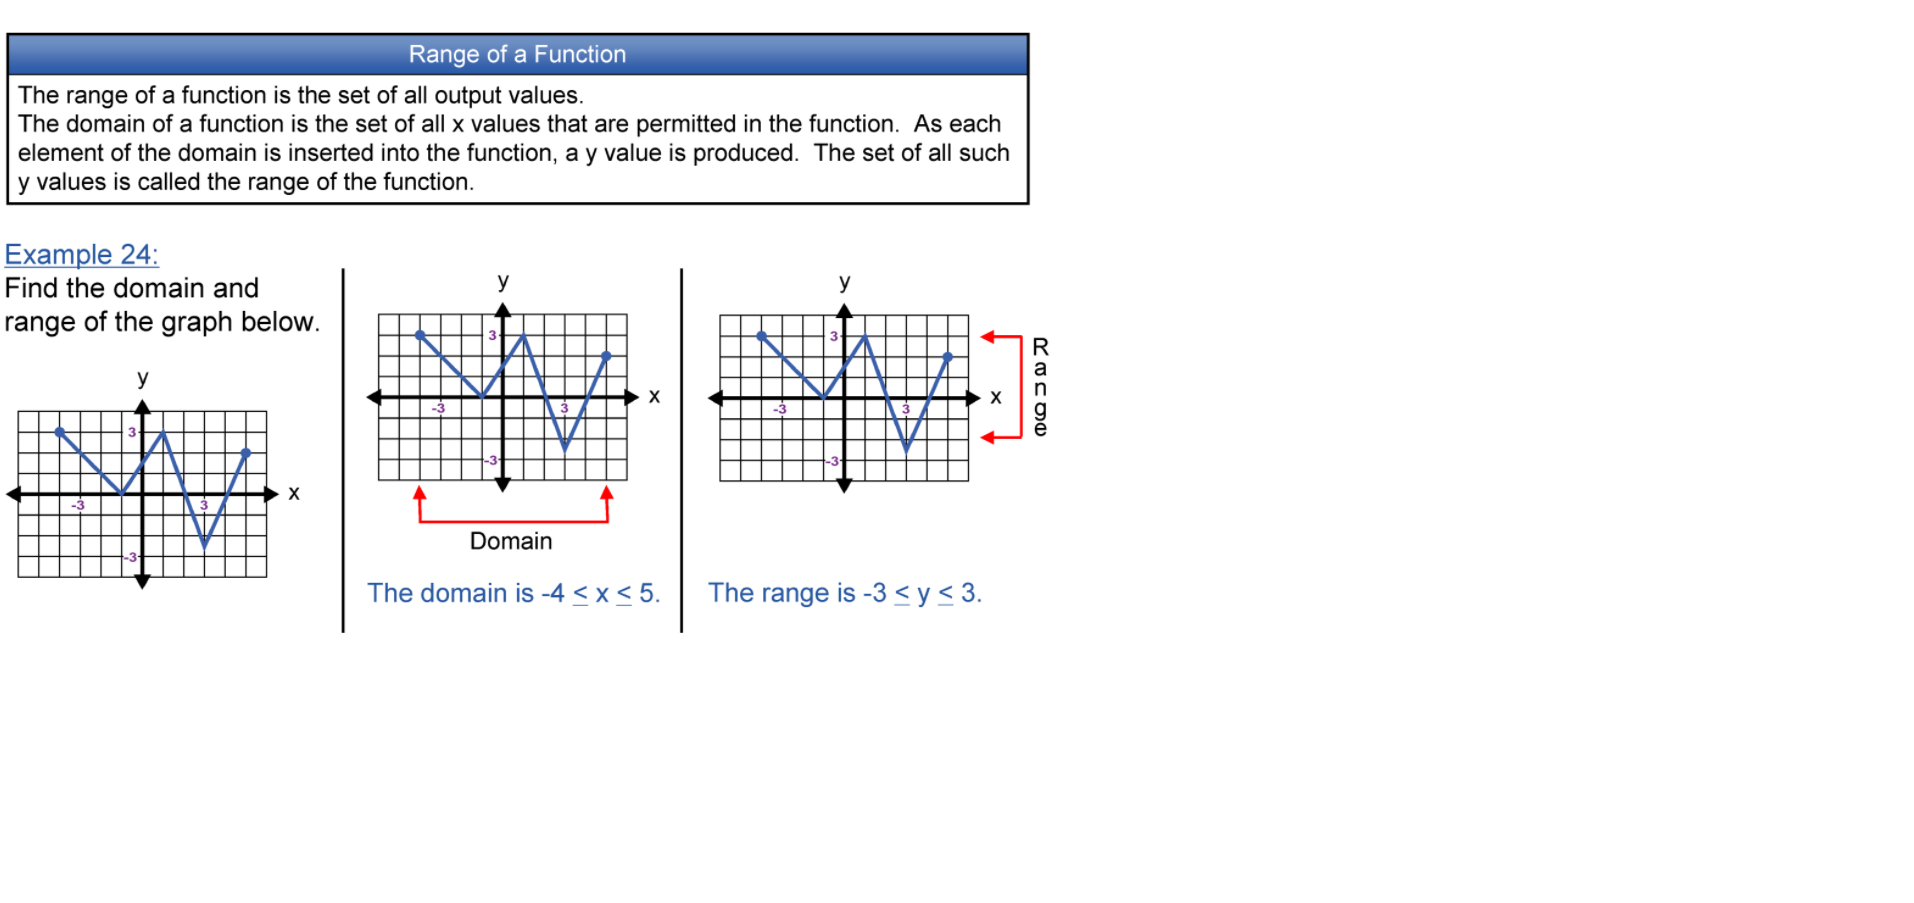 Range of a Function
The range of a function is the set of all output values.
The domain of a function is the set of all x values that are permitted in the function.  As each
element of the domain is inserted into the function, a y value is produced.  The set of all such
y values is called the range of the function.
Example 24:
Find the domain and
range of the graph below.
y
3
x
-3
3
-3
y
3
x
-3
3
-3
Domain
The domain is -4 ≤ x ≤ 5.
y
3
x
-3
3
-3
Range
The range is -3 ≤ y ≤ 3.